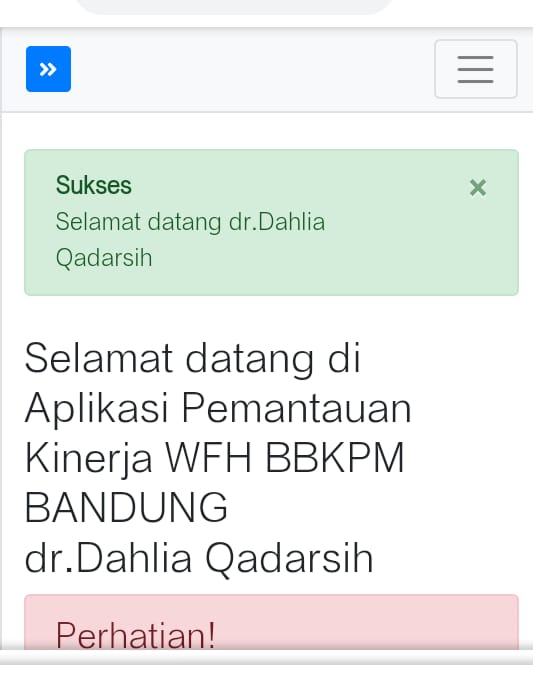 Sukses
Selamat datang dr.Dahlia
Qadarsih
Selamat datang di
Aplikasi Pemantauan
Kinerja WFH BBKPM
BANDUNG
dr.Dahlia Qadarsih
Perhatian!